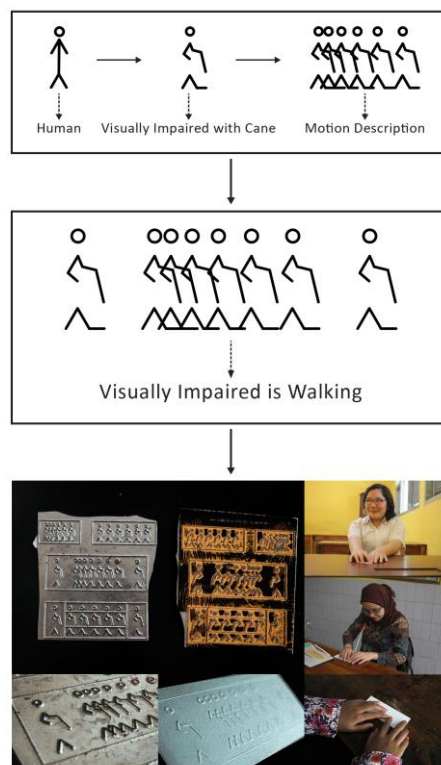 Human
Visually Impaired with Cane
Motion Description
Visually Impaired is Walking